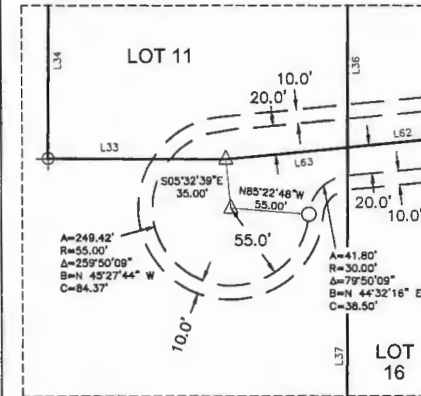 L34
LOT 11
L36
10.0'
20.0'
L33
L62
L63
S05°32'39"E
35.00'
N85°22'48"W
55.00'
20.0'
10.0'
55.0'
A=249.42'
R=55.00'
Δ=259°50'09"
B=N 45°27'44" W
C=84.37'
A=41.80'
R=30.00'
Δ=79°50'09"
B=N 44°32'16" E
C=38.50'
10.0'
L37
LOT
16